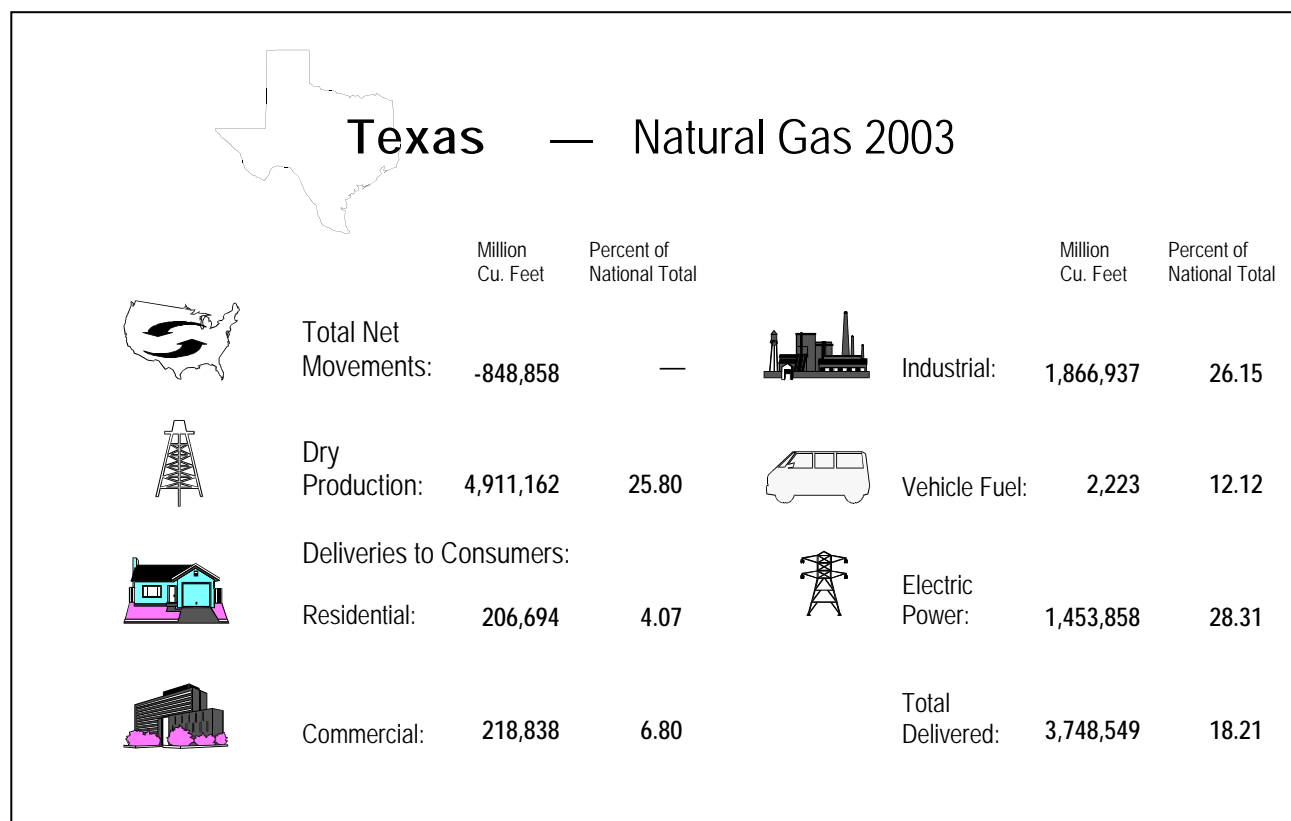 Texas — Natural Gas 2003
Million
Cu. Feet
Percent of
National Total
Total Net
Movements: -848,858 —
Dry
Production: 4,911,162 25.80
Deliveries to Consumers:
Residential: 206,694 4.07
Commercial: 218,838 6.80
Million
Cu. Feet
Percent of
National Total
Industrial: 1,866,937 26.15
Vehicle Fuel: 2,223 12.12
Electric
Power: 1,453,858 28.31
Total
Delivered: 3,748,549 18.21